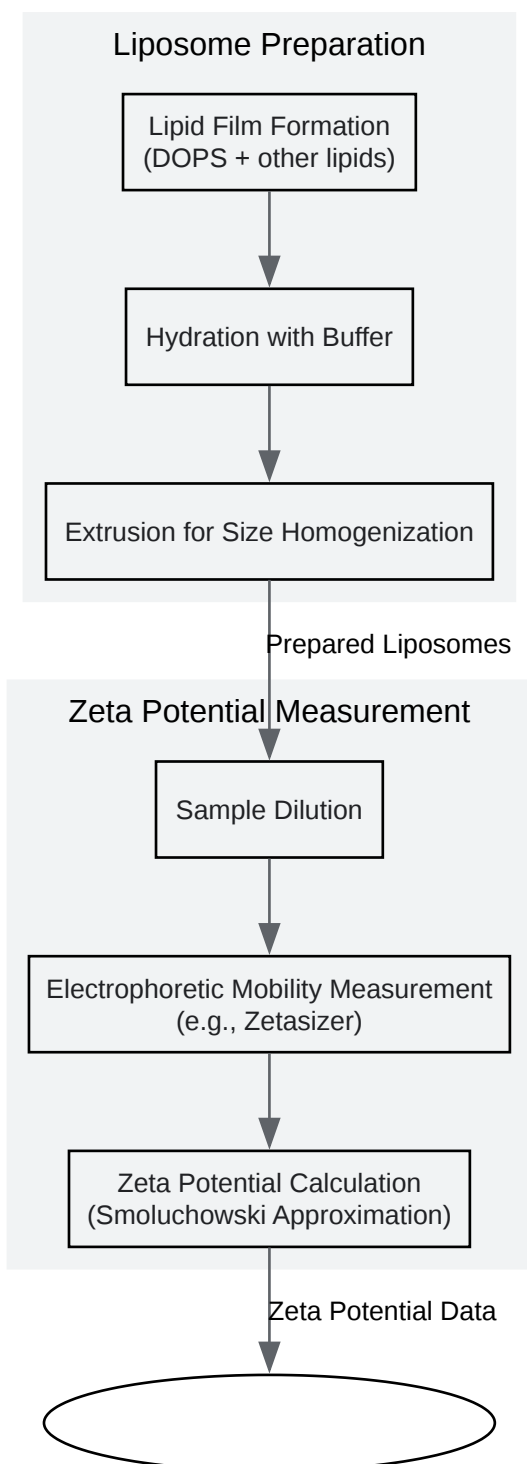 Liposome Preparation
Lipid Film Formation
(DOPS + other lipids)
Hydration with Buffer
Extrusion for Size Homogenization
Prepared Liposomes
Zeta Potential Measurement
Sample Dilution
Electrophoretic Mobility Measurement
(e.g., Zetasizer)
Zeta Potential Calculation
(Smoluchowski Approximation)
Zeta Potential Data